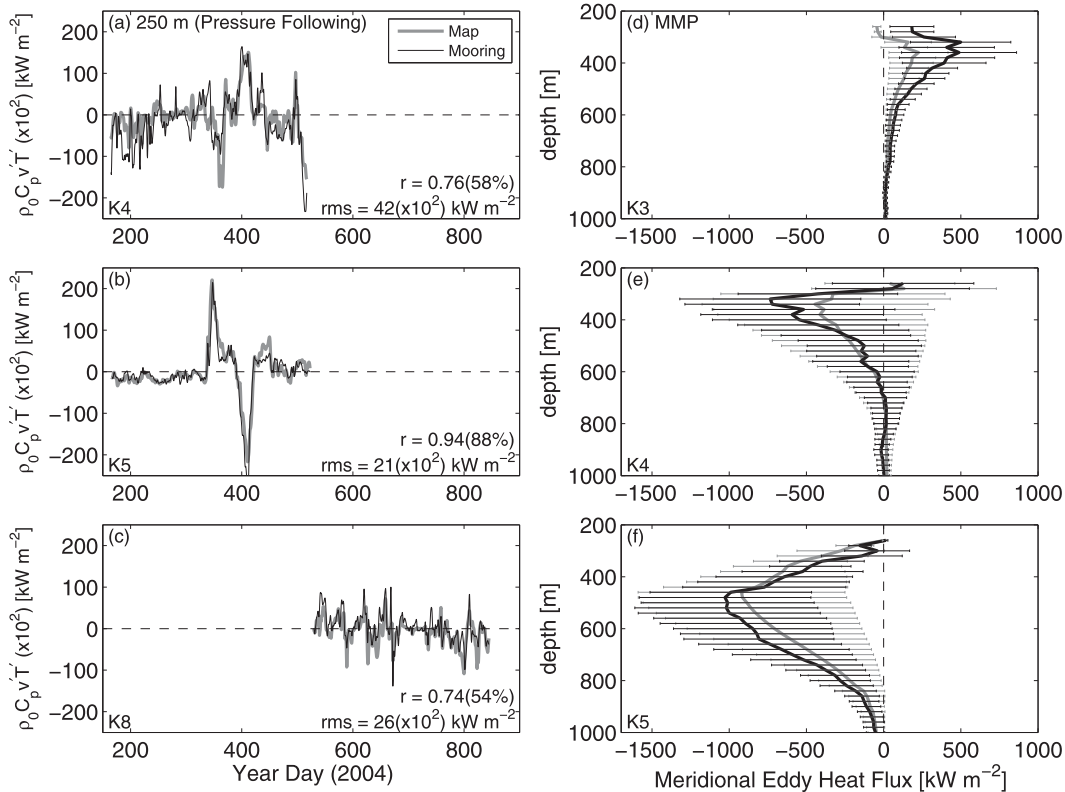 (a) 250 m (Pressure Following)
Map
Mooring
200
100
0
−100
−200
ρ₀Cₚv′T′ (x10²) [kW m⁻²]
r = 0.76(58%)
rms = 42(x10²) kW m⁻²
K4
200 400 600 800
(b)
200
100
0
−100
−200
ρ₀Cₚv′T′ (x10²) [kW m⁻²]
r = 0.94(88%)
rms = 21(x10²) kW m⁻²
K5
200 400 600 800
(c)
200
100
0
−100
−200
ρ₀Cₚv′T′ (x10²) [kW m⁻²]
r = 0.74(54%)
rms = 26(x10²) kW m⁻²
K8
200 400 600 800
Year Day (2004)
(d) MMP
200
400
600
800
1000
depth [m]
K3
−1500 −1000 −500 0 500 1000
(e)
200
400
600
800
1000
depth [m]
K4
−1500 −1000 −500 0 500 1000
(f)
200
400
600
800
1000
depth [m]
K5
−1500 −1000 −500 0 500 1000
Meridional Eddy Heat Flux [kW m⁻²]